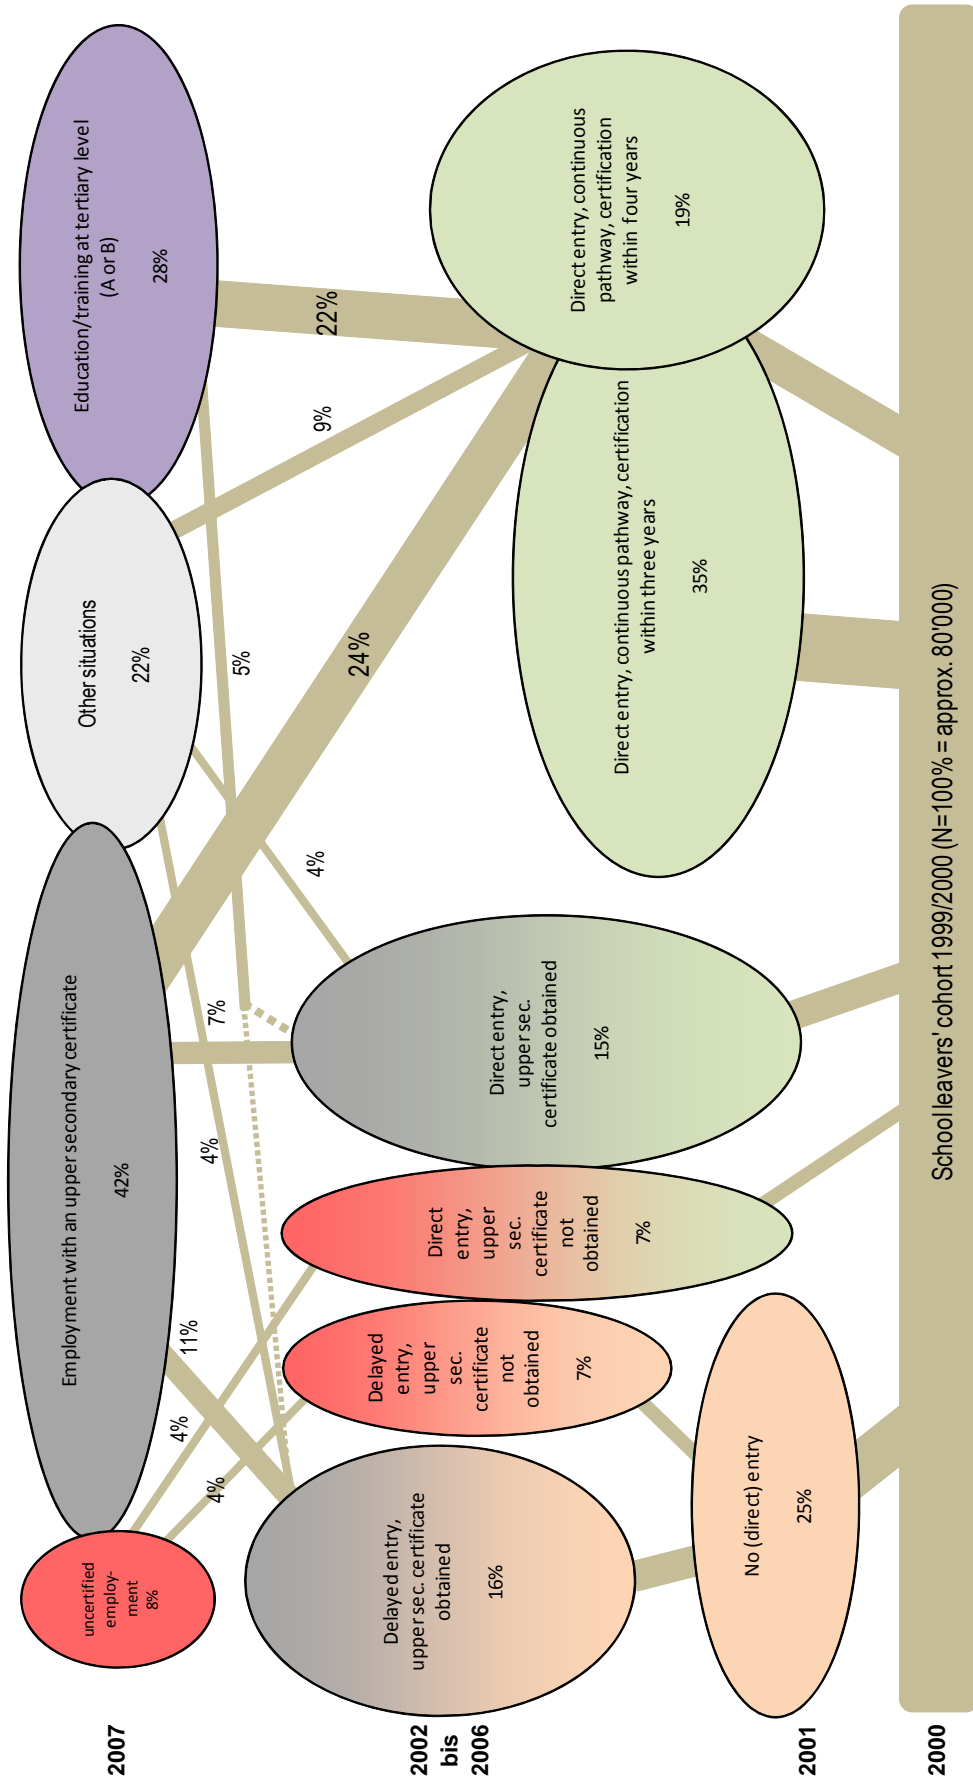 2007
uncertified
employ-
ment
8%
Employment with an upper secondary certificate
42%
Other situations
22%
Education/training at tertiary level
(A or B)
28%
4%
4%
11%
4%
7%
4%
5%
24%
9%
22%
2002
bis
2006
Delayed entry,
upper sec. certificate
obtained
16%
Delayed
entry,
upper
sec.
certificate
not
obtained
7%
Direct
entry,
upper
sec.
certificate
not
obtained
7%
Direct entry,
upper sec.
certificate obtained
15%
Direct entry, continuous pathway, certification
within three years
35%
Direct entry, continuous
pathway, certification
within four years
19%
2001
No (direct) entry
25%
2000
School leavers' cohort 1999/2000 (N=100% = approx. 80'000)